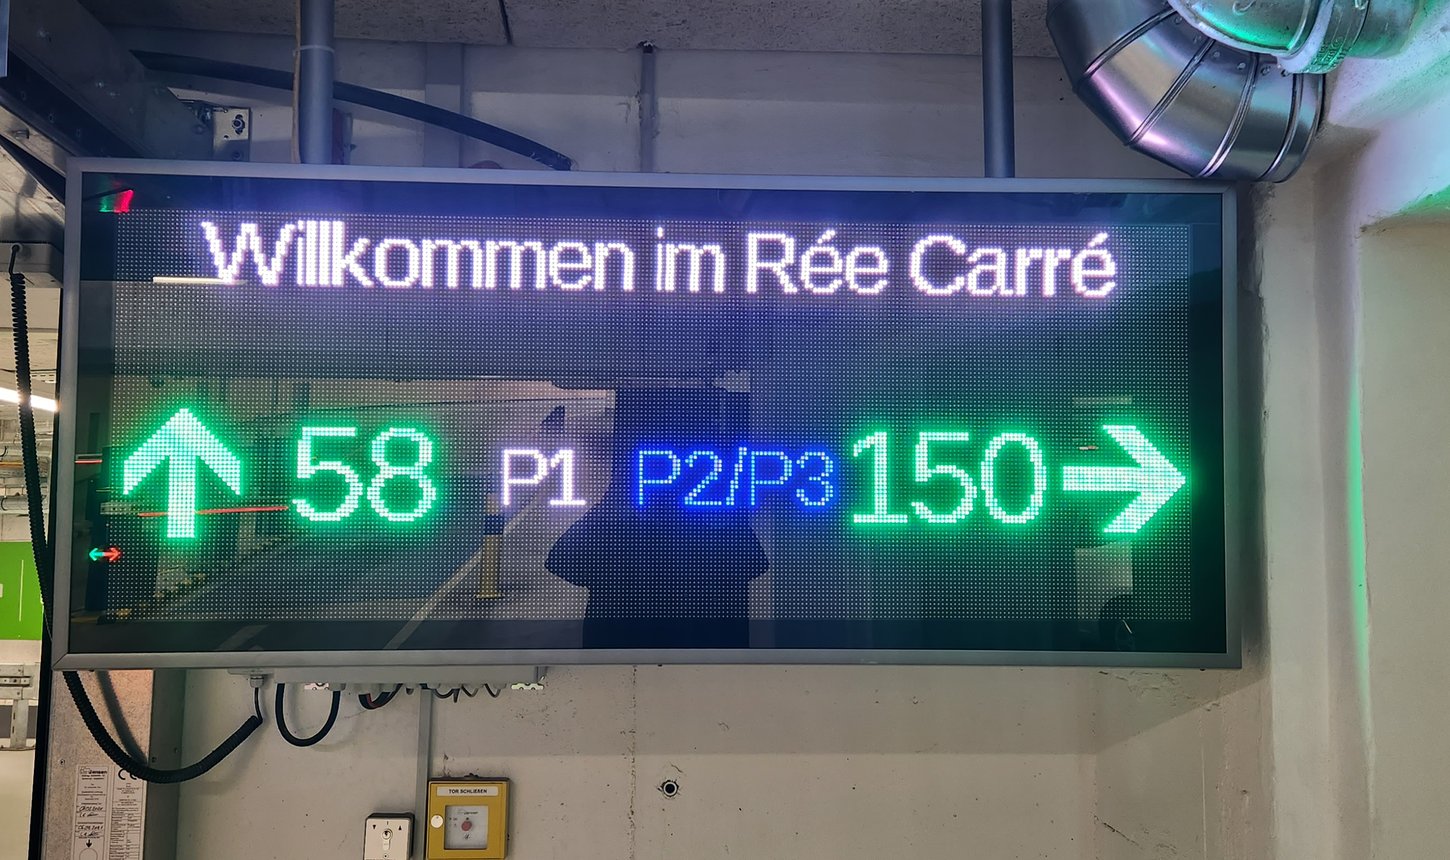 Willkommen im Rée Carré
58 P1 P2/P3 150
TOR SCHLIESSEN